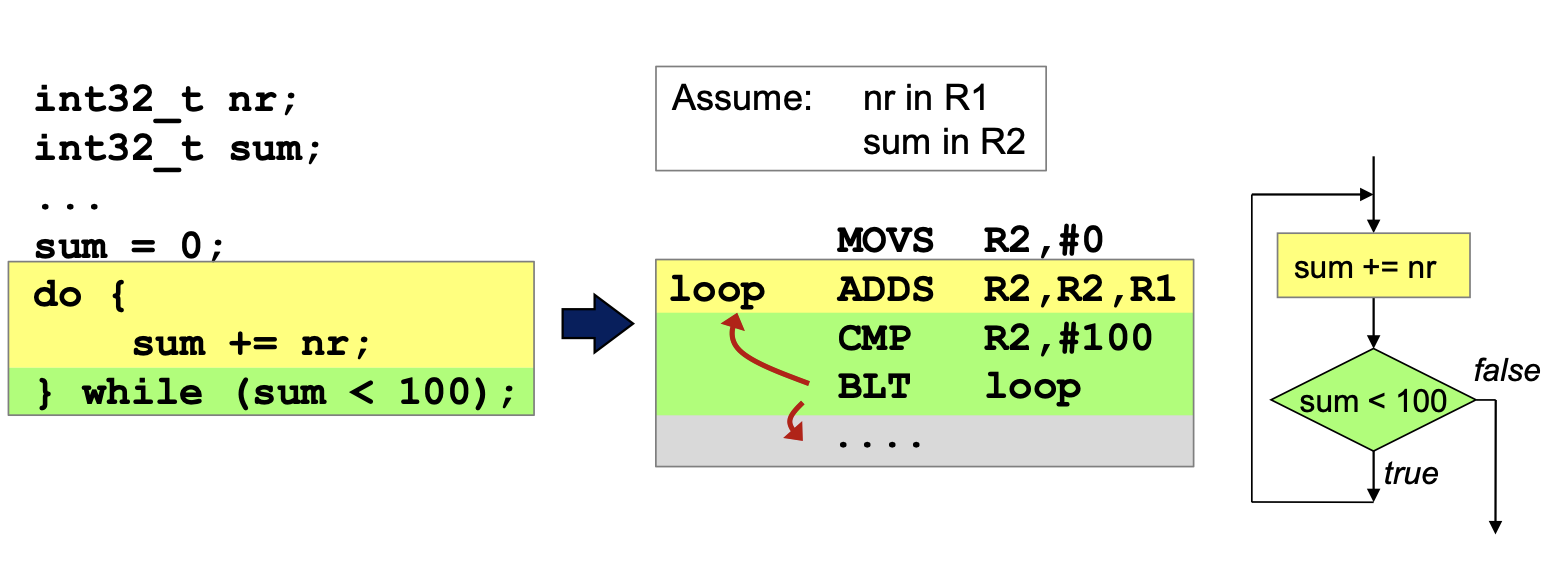 int32_t nr;
int32_t sum;
...
sum = 0;
do {
sum += nr;
} while (sum < 100);
Assume: nr in R1
sum in R2
MOVS R2,#0
loop ADDS R2,R2,R1
CMP R2,#100
BLT loop
....
sum += nr
sum < 100
false
true